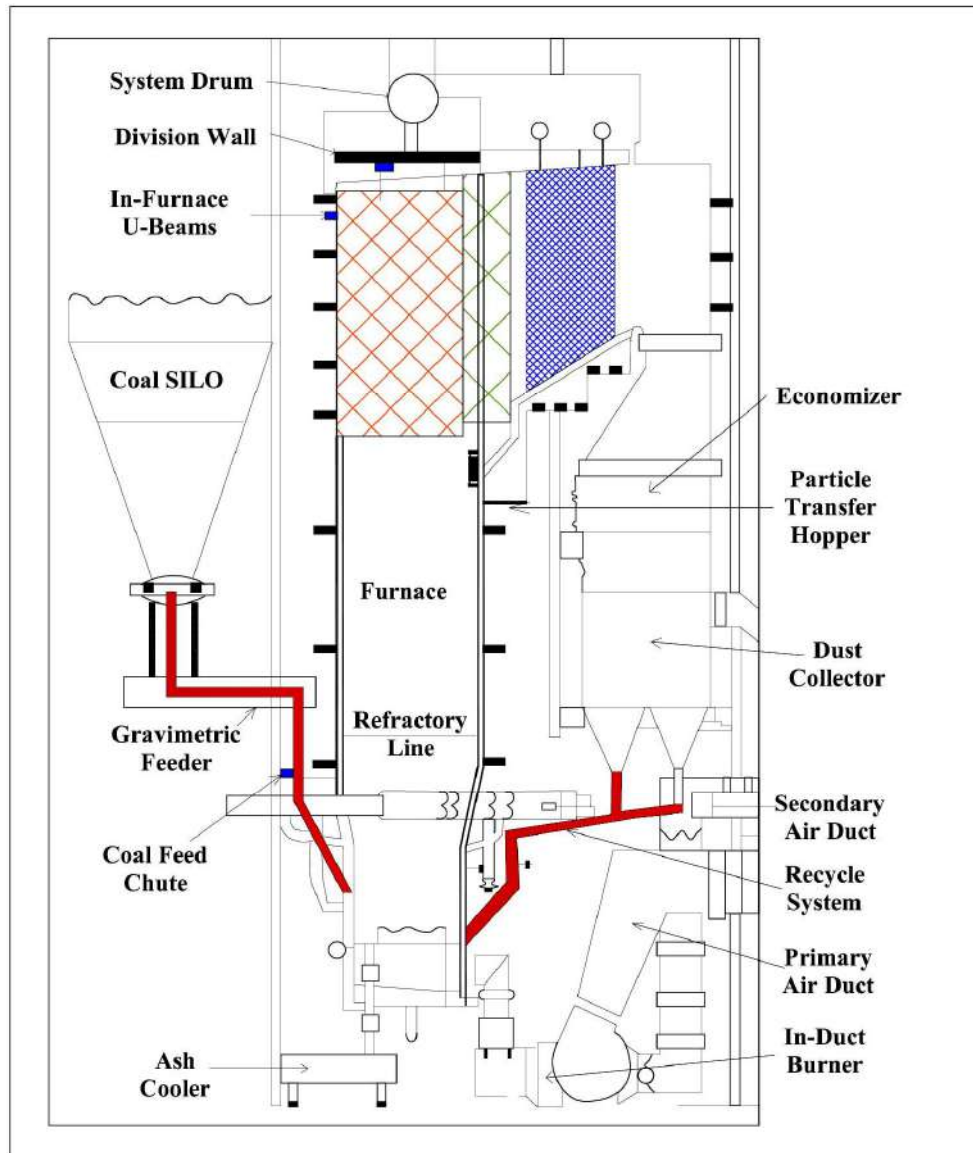 System Drum
Division Wall
In-Furnace
U-Beams
Coal SILO
Economizer
Particle
Transfer
Hopper
Furnace
Dust
Collector
Refractory
Line
Gravimetric
Feeder
Secondary
Air Duct
Coal Feed
Chute
Recycle
System
Primary
Air Duct
In-Duct
Burner
Ash
Cooler